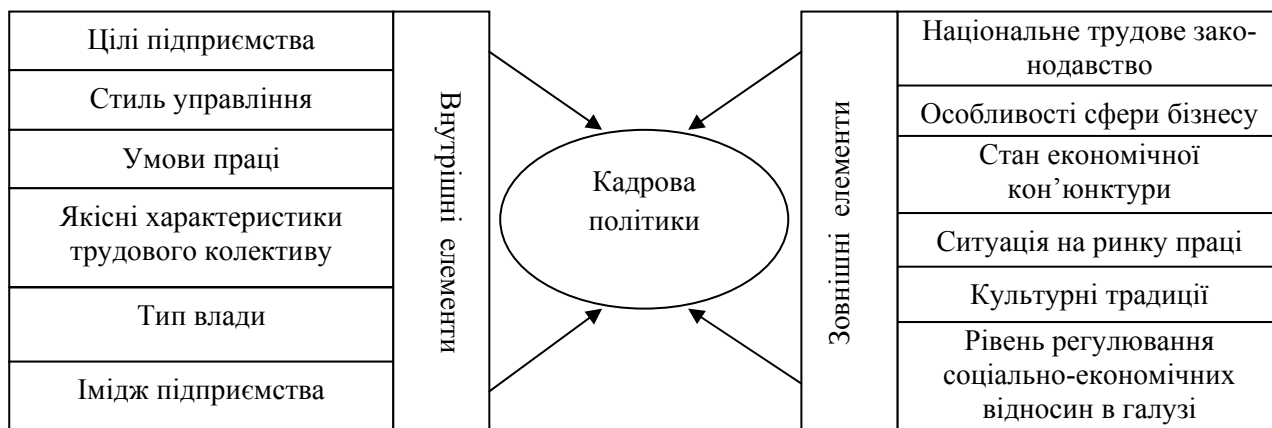 Цілі підприємства
Стиль управління
Умови праці
Якісні характеристики
трудового колективу
Тип влади
Імідж підприємства
Внутрішні елементи
Кадрова
політики
Зовнішні елементи
Національне трудове зако-
нодавство
Особливості сфери бізнесу
Стан економічної
кон’юнктури
Ситуація на ринку праці
Культурні традиції
Рівень регулювання
соціально-економічних
відносин в галузі